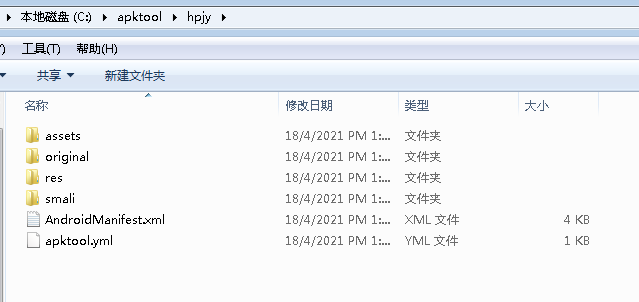 本地磁盘 (C:) ▸ apktool ▸ hpjy ▸
工具(T) 帮助(H)
共享 新建文件夹
名称 修改日期 类型 大小
assets 18/4/2021 PM 1:... 文件夹
original 18/4/2021 PM 1:... 文件夹
res 18/4/2021 PM 1:... 文件夹
smali 18/4/2021 PM 1:... 文件夹
AndroidManifest.xml 18/4/2021 PM 1:... XML 文件 4 KB
apktool.yml 18/4/2021 PM 1:... YML 文件 1 KB